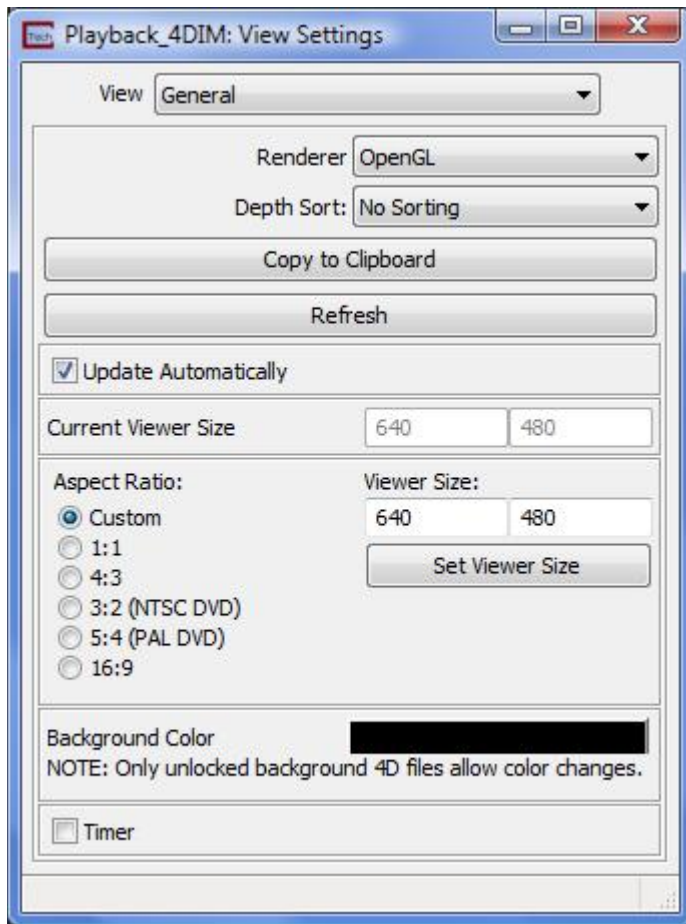 Tech Playback_4DIM: View Settings
View General
Renderer OpenGL
Depth Sort: No Sorting
Copy to Clipboard
Refresh
Update Automatically
Current Viewer Size 640 480
Aspect Ratio: Viewer Size:
Custom 640 480
1:1
4:3 Set Viewer Size
3:2 (NTSC DVD)
5:4 (PAL DVD)
16:9
Background Color
NOTE: Only unlocked background 4D files allow color changes.
Timer